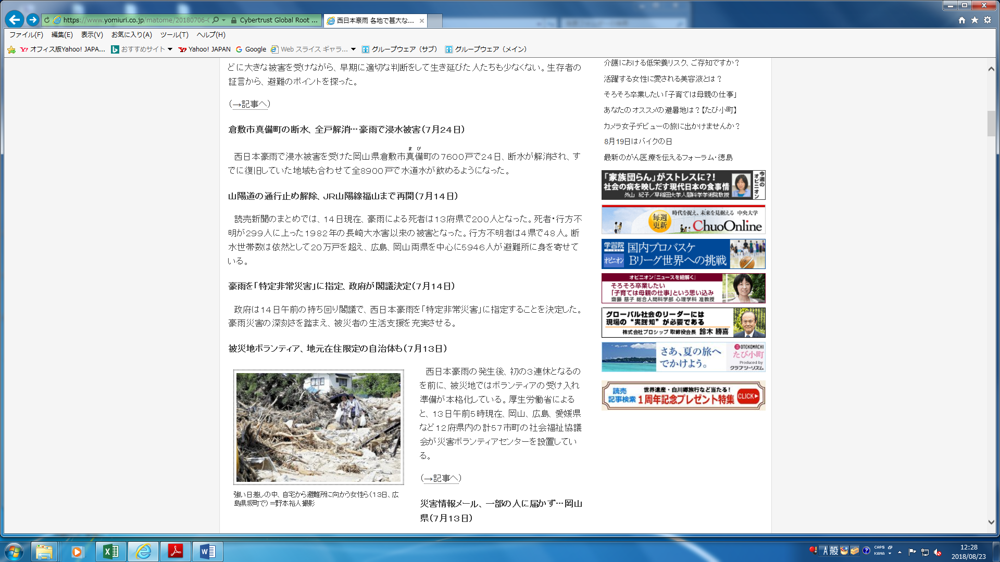 https://www.yomiuri.co.jp/matome/20180706-
Cybertrust Global Root ...
西日本豪雨 各地で甚大な...
ファイル(F) 編集(E) 表示(V) お気に入り(A) ツール(T) ヘルプ(H)
オフィス版Yahoo! JAPA... おすすめサイト Yahoo! JAPAN Google Web スライス ギャラ... グループウェア（サブ） グループウェア（メイン）
どに大きな被害を受けながら、早期に適切な判断をして生き延びた人たちも少なくない。生存者の
証言から、避難のポイントを探った。
（→記事へ）
倉敷市真備町の断水、全戸解消…豪雨で浸水被害（7月24日）
まび
西日本豪雨で浸水被害を受けた岡山県倉敷市真備町の7600戸で24日、断水が解消され、す
でに復旧していた地域も合わせて全8900戸で水道水が飲めるようになった。
山陽道の通行止め解除、JR山陽線福山まで再開（7月14日）
読売新聞のまとめでは、14日現在、豪雨による死者は13府県で200人となった。死者・行方不
明が299人に上った1982年の長崎大水害以来の被害となった。行方不明者は4県で48人。断
水世帯数は依然として20万戸を超え、広島、岡山両県を中心に5946人が避難所に身を寄せて
いる。
豪雨を「特定非常災害」に指定、政府が閣議決定（7月14日）
政府は14日午前の持ち回り閣議で、西日本豪雨を「特定非常災害」に指定することを決定した。
豪雨災害の深刻さを踏まえ、被災者の生活支援を充実させる。
被災地ボランティア、地元在住限定の自治体も（7月13日）
西日本豪雨の発生後、初の3連休となるの
を前に、被災地ではボランティアの受け入れ
準備が本格化している。厚生労働省による
と、13日午前5時現在、岡山、広島、愛媛県
など12府県内の計57市町の社会福祉協議
会が災害ボランティアセンターを設置してい
る。
（→記事へ）
強い日差しの中、自宅から避難所に向かう女性ら（13日、広
島県坂町で）＝野本裕人撮影
災害情報メール、一部の人に届かず…岡山
県（7月13日）
介護における低栄養リスク、ご存知ですか？
活躍する女性に愛される美容液とは？
そろそろ卒業したい「子育ては母親の仕事」
あなたのオススメの避暑地は？【たび小町】
カメラ女子デビューの旅に出かけませんか？
8月19日はバイクの日
最新のがん医療を伝えるフォーラム・徳島
「家族団らん」がストレスに?!
社会の病を映しだす現代日本の食事情
外山 紀子／早稲田大学人間科学学術院教授
今週のオピニオン
毎週更新
時代を捉え、未来を見据える 中央大学
ChuoOnline
学習院
オピニオン
国内プロバスケ
Bリーグ世界への挑戦
オピニオン「ニュースを紐解く」
そろそろ卒業したい
「子育ては母親の仕事」という思い込み
齋藤 慈子 総合人間科学部 心理学科 准教授
グローバル社会のリーダーには
現場の“実践知”が必要である
株式会社プロシップ 取締役会長 鈴木 勝喜
さあ、夏の旅へ
でかけよう。
OTEKOMACHI
たび小町
Produced by
クラブツーリズム
読売
記事検索
世界遺産・白川郷旅行など当たる！
1周年記念プレゼント特集
CLICK
A 般
CAPS
KANA
12:28
2018/08/23